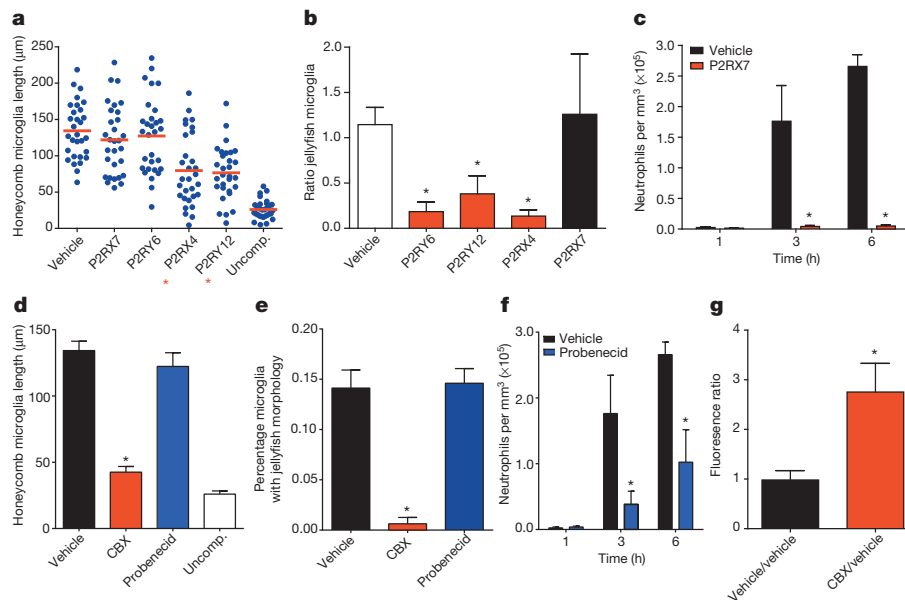 a
Honeycomb microglia length (μm)
250
200
150
100
50
0
Vehicle
P2RX7
P2RY6
P2RX4
P2RY12
Uncomp.
*
*
b
Ratio jellyfish microglia
2.0
1.5
1.0
0.5
0.0
*
*
*
Vehicle
P2RY6
P2RY12
P2RX4
P2RX7
c
Neutrophils per mm³ (×10⁵)
3.0
2.5
2.0
1.5
1.0
0.5
0
Vehicle
P2RX7
*
*
1
3
6
Time (h)
d
Honeycomb microglia length (μm)
150
100
50
0
*
Vehicle
CBX
Probenecid
Uncomp.
e
Percentage microglia
with jellyfish morphology
0.20
0.15
0.10
0.05
0.00
*
Vehicle
CBX
Probenecid
f
Neutrophils per mm³ (×10⁵)
3.0
2.0
1.0
0.0
Vehicle
Probenecid
*
*
1
3
6
Time (h)
g
Fluoresence ratio
4
3
2
1
0
*
Vehicle/vehicle
CBX/vehicle